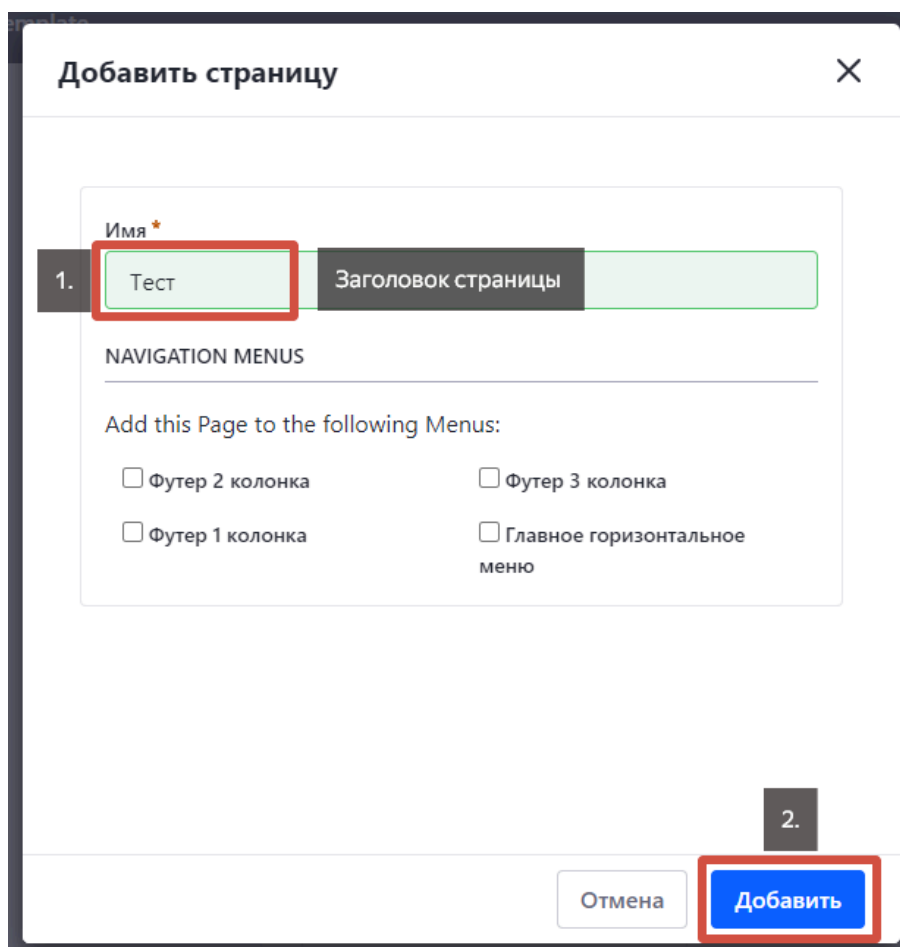 Добавить страницу
Имя *
1.
Тест
Заголовок страницы
NAVIGATION MENUS
Add this Page to the following Menus:
Футер 2 колонка
Футер 3 колонка
Футер 1 колонка
Главное горизонтальное
меню
2.
Отмена
Добавить